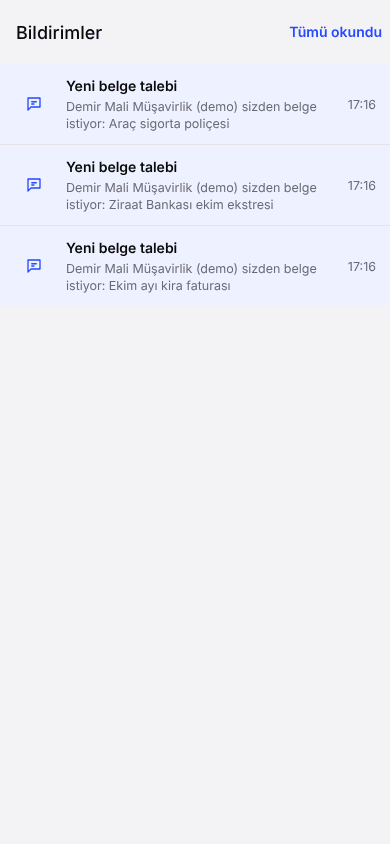 Bildirimler
Tümü okundu
Yeni belge talebi
Demir Mali Müşavirlik (demo) sizden belge
istiyor: Araç sigorta poliçesi
17:16
Yeni belge talebi
Demir Mali Müşavirlik (demo) sizden belge
istiyor: Ziraat Bankası ekim ekstresi
17:16
Yeni belge talebi
Demir Mali Müşavirlik (demo) sizden belge
istiyor: Ekim ayı kira faturası
17:16